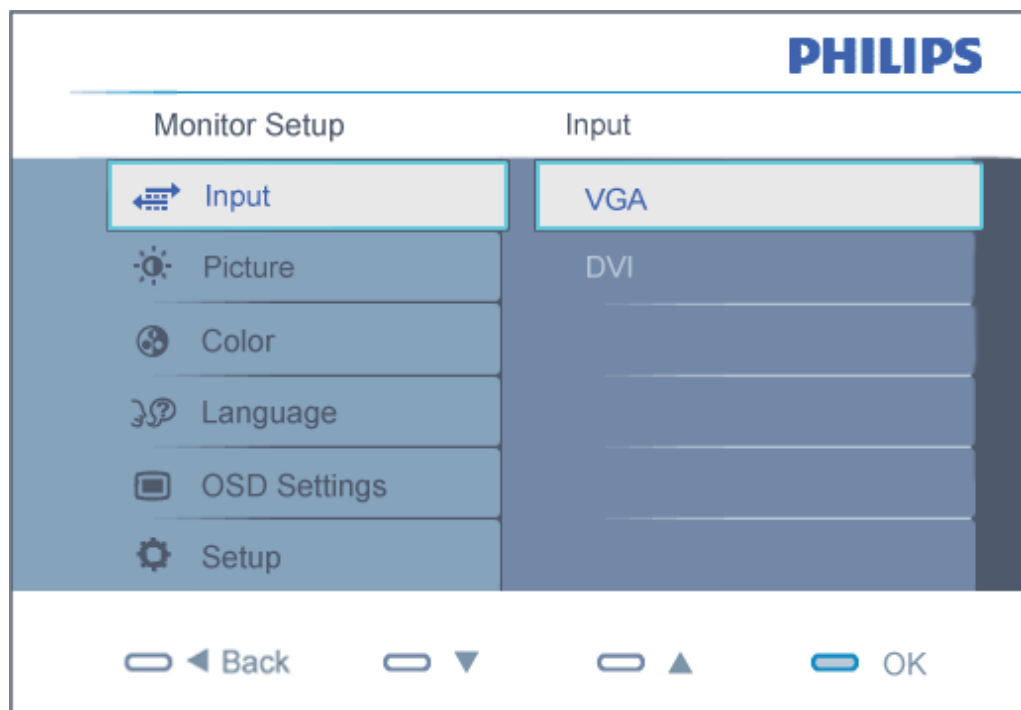 PHILIPS
Monitor Setup
Input
Input
VGA
Picture
DVI
Color
Language
OSD Settings
Setup
Back
OK